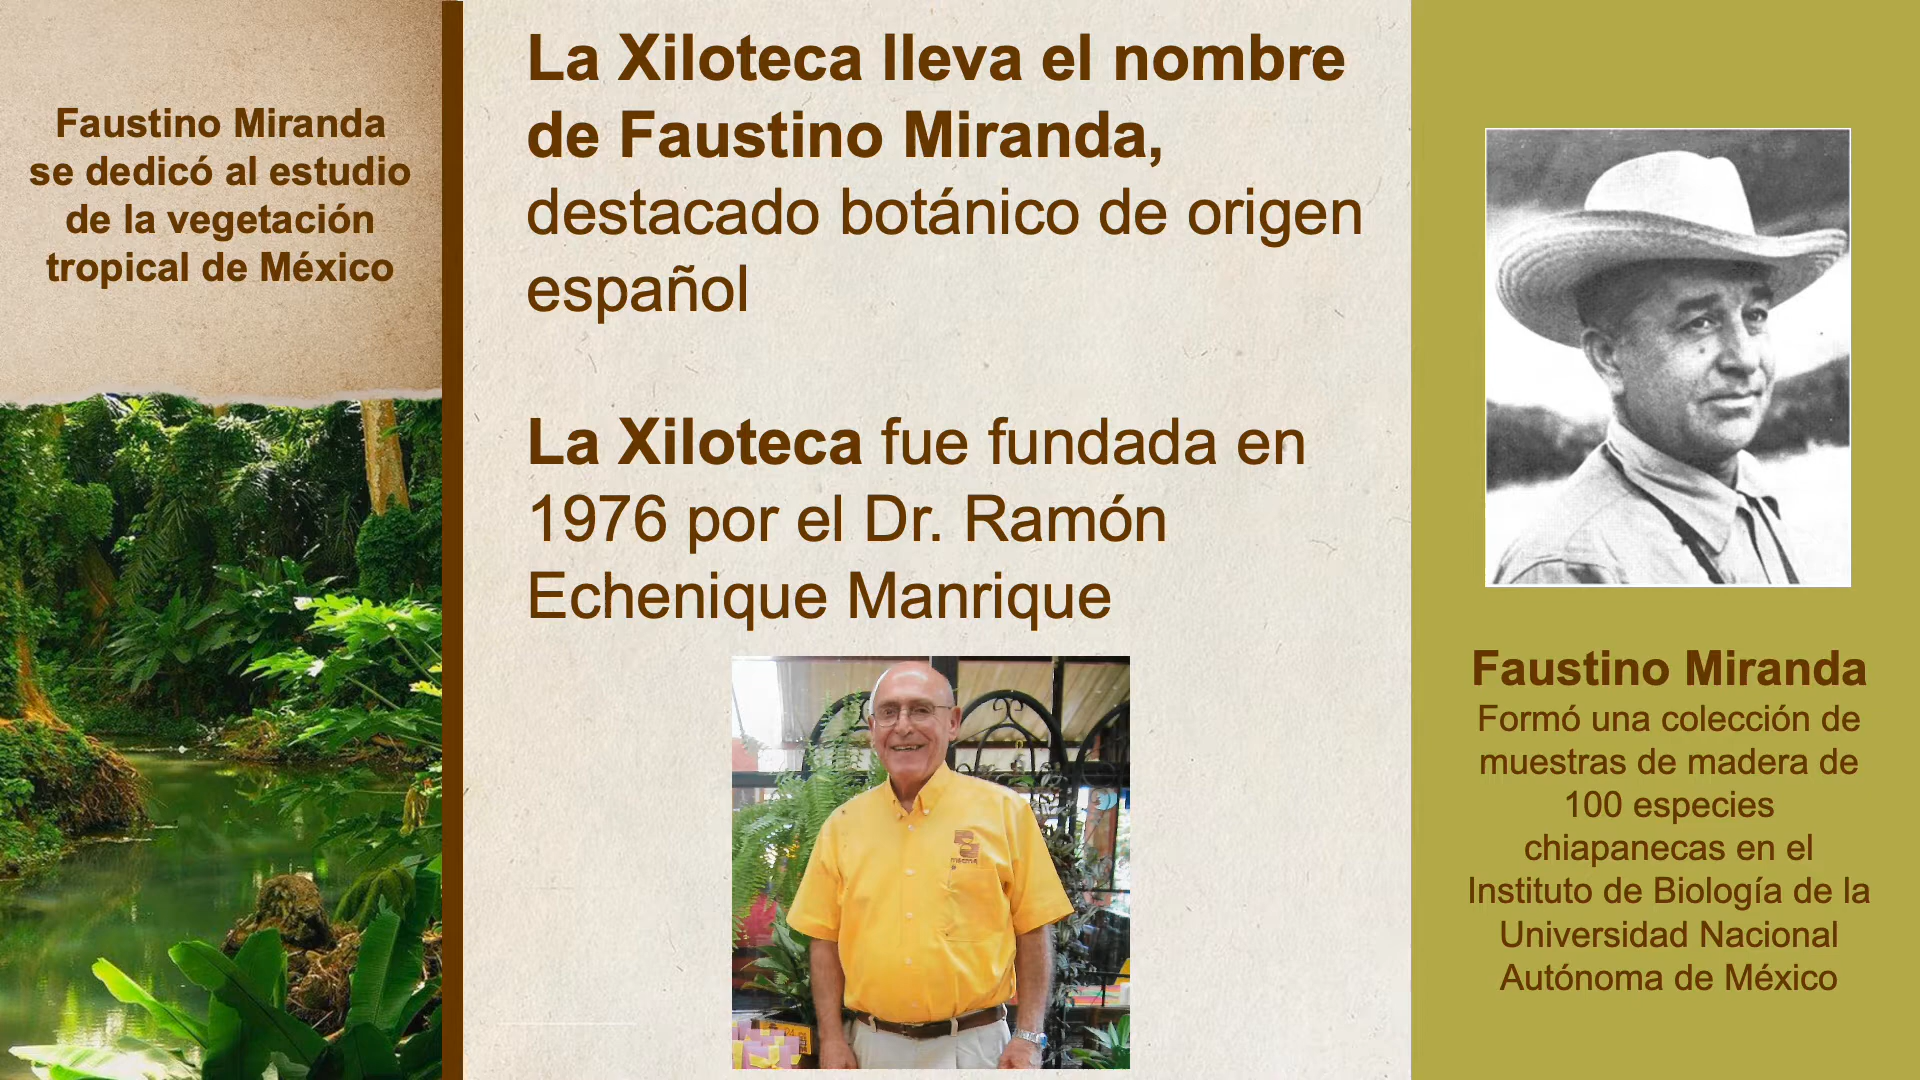 Faustino Miranda
se dedicó al estudio
de la vegetación
tropical de México
La Xiloteca lleva el nombre
de Faustino Miranda,
destacado botánico de origen
español
La Xiloteca fue fundada en
1976 por el Dr. Ramón
Echenique Manrique
Faustino Miranda
Formó una colección de
muestras de madera de
100 especies
chiapanecas en el
Instituto de Biología de la
Universidad Nacional
Autónoma de México